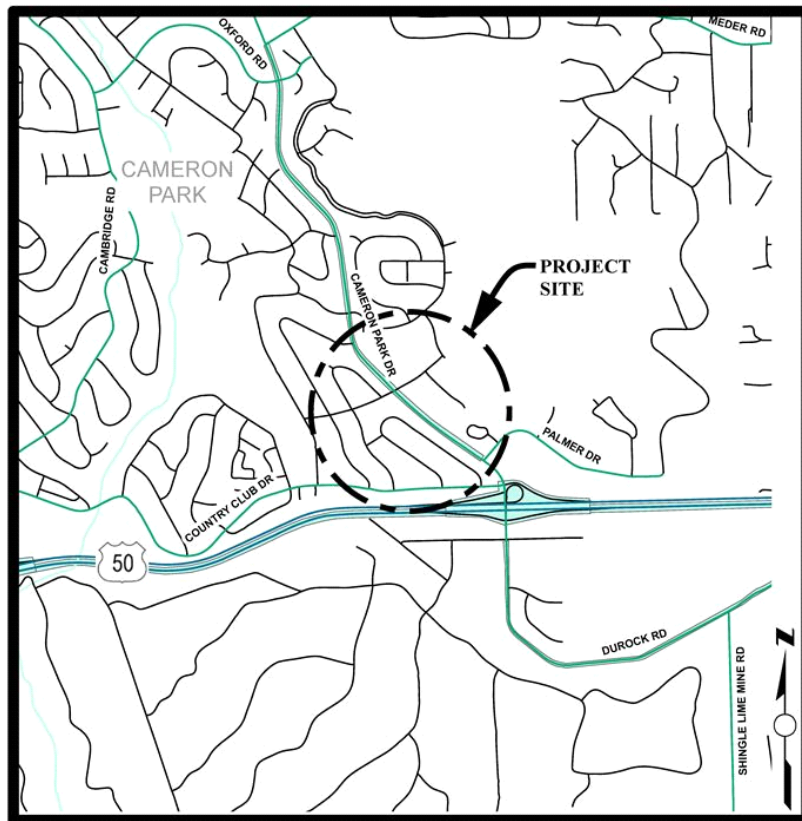 OXFORD RD
MEDER RD
CAMERON
PARK
CAMBRIDGE RD
PROJECT
SITE
CAMERON PARK DR
PALMER DR
COUNTRY CLUB DR
50
DUROCK RD
SHINGLE LIME MINE RD
Z